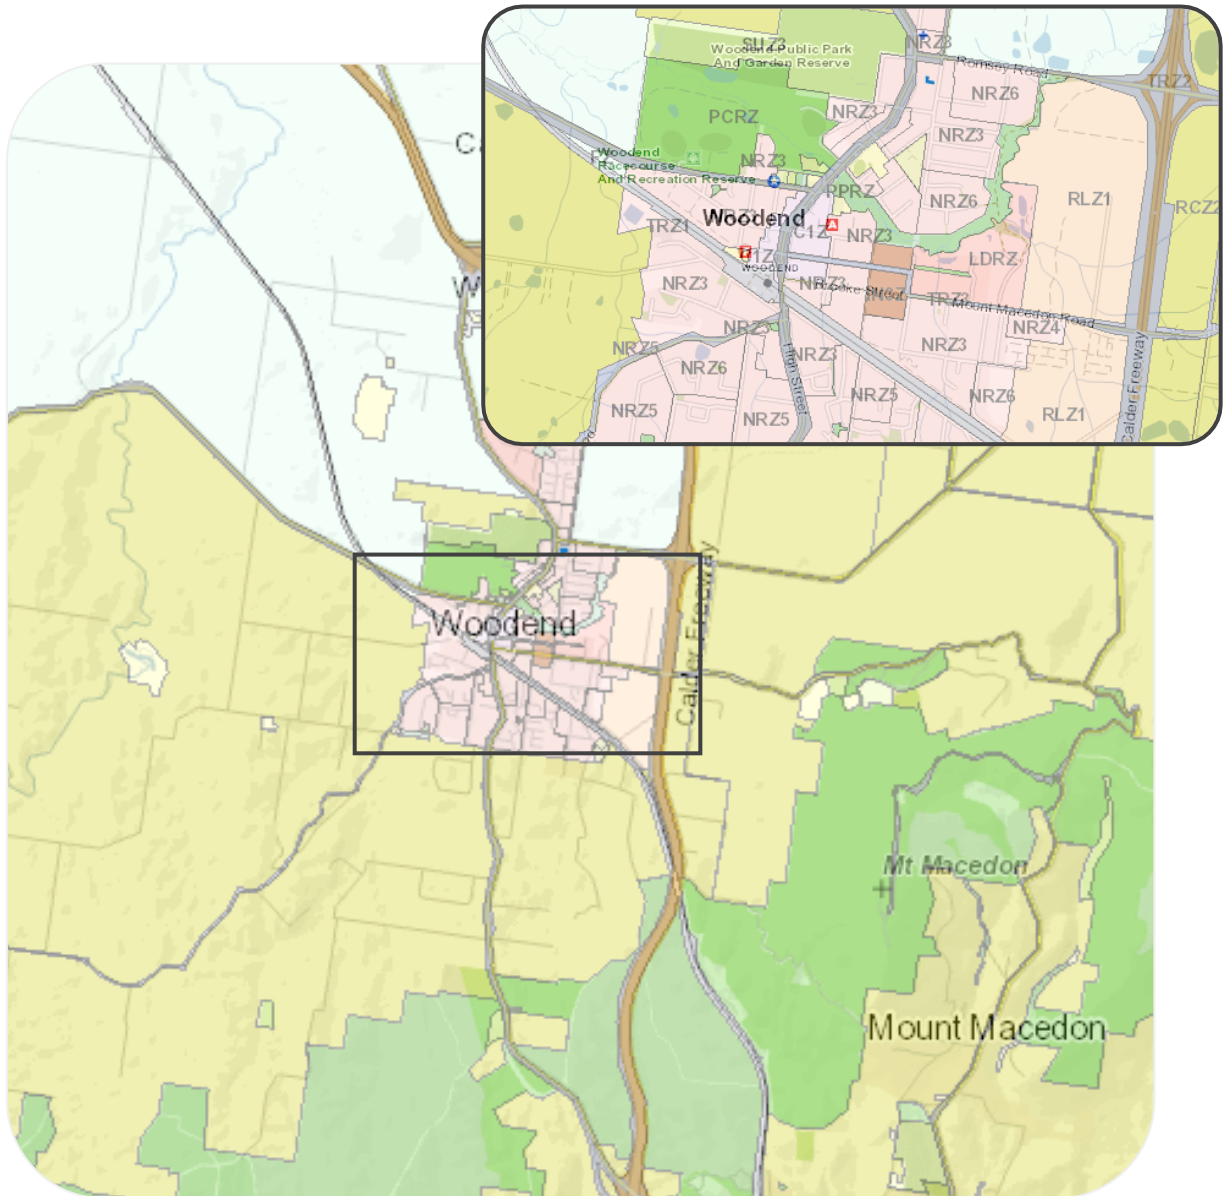 SUZ3
NRZ3
Woodend Public Park
And Garden Reserve
Romsey Road
TRZ2
NRZ6
PCRZ
NRZ3
NRZ3
Woodend
Racecourse
And Recreation Reserve
NRZ3
PPRZ
NRZ6
RLZ1
RCZ2
Woodend
TRZ1
C1Z
NRZ3
WOODEND
LDRZ
NRZ3
NRZ3
Mount Macedon Road
NRZ4
NRZ3
NRZ5
NRZ3
NRZ3
NRZ6
High Street
NRZ5
NRZ6
NRZ5
NRZ5
RLZ1
Calder Freeway
Woodend
Calder Freeway
Mt Macedon
Mount Macedon